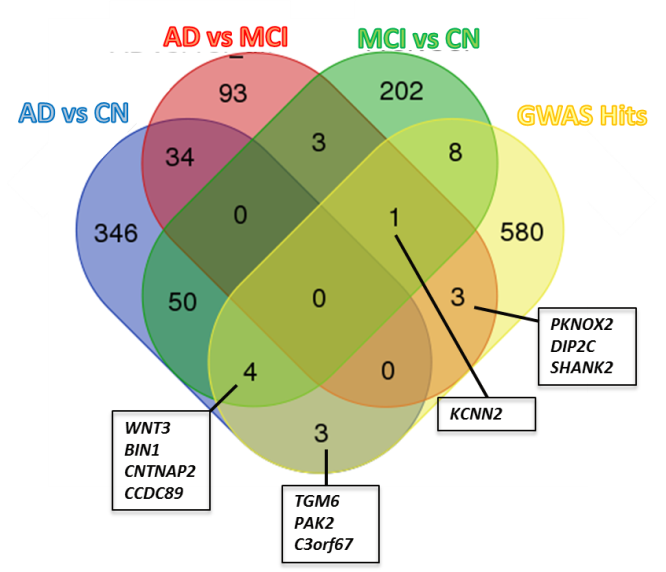 AD vs MCI
MCI vs CN
AD vs CN
GWAS Hits
93
202
34
3
8
346
0
1
580
50
0
3
4
0
3
PKNOX2
DIP2C
SHANK2
KCNN2
WNT3
BIN1
CNTNAP2
CCDC89
TGM6
PAK2
C3orf67